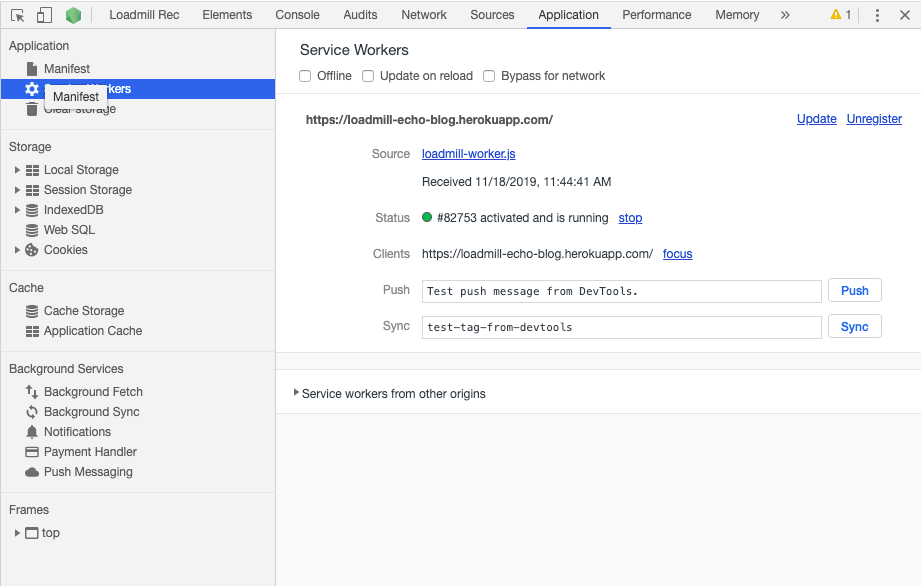 Loadmill Rec Elements Console Audits Network Sources Application Performance Memory » 1
Application
Manifest
rkers
Manifest
Clear storage
Storage
Local Storage
Session Storage
IndexedDB
Web SQL
Cookies
Cache
Cache Storage
Application Cache
Background Services
Background Fetch
Background Sync
Notifications
Payment Handler
Push Messaging
Frames
top
Service Workers
Offline Update on reload Bypass for network
https://loadmill-echo-blog.herokuapp.com/ Update Unregister
Source loadmill-worker.js
Received 11/18/2019, 11:44:41 AM
Status #82753 activated and is running stop
Clients https://loadmill-echo-blog.herokuapp.com/ focus
Push Test push message from DevTools. Push
Sync test-tag-from-devtools Sync
Service workers from other origins